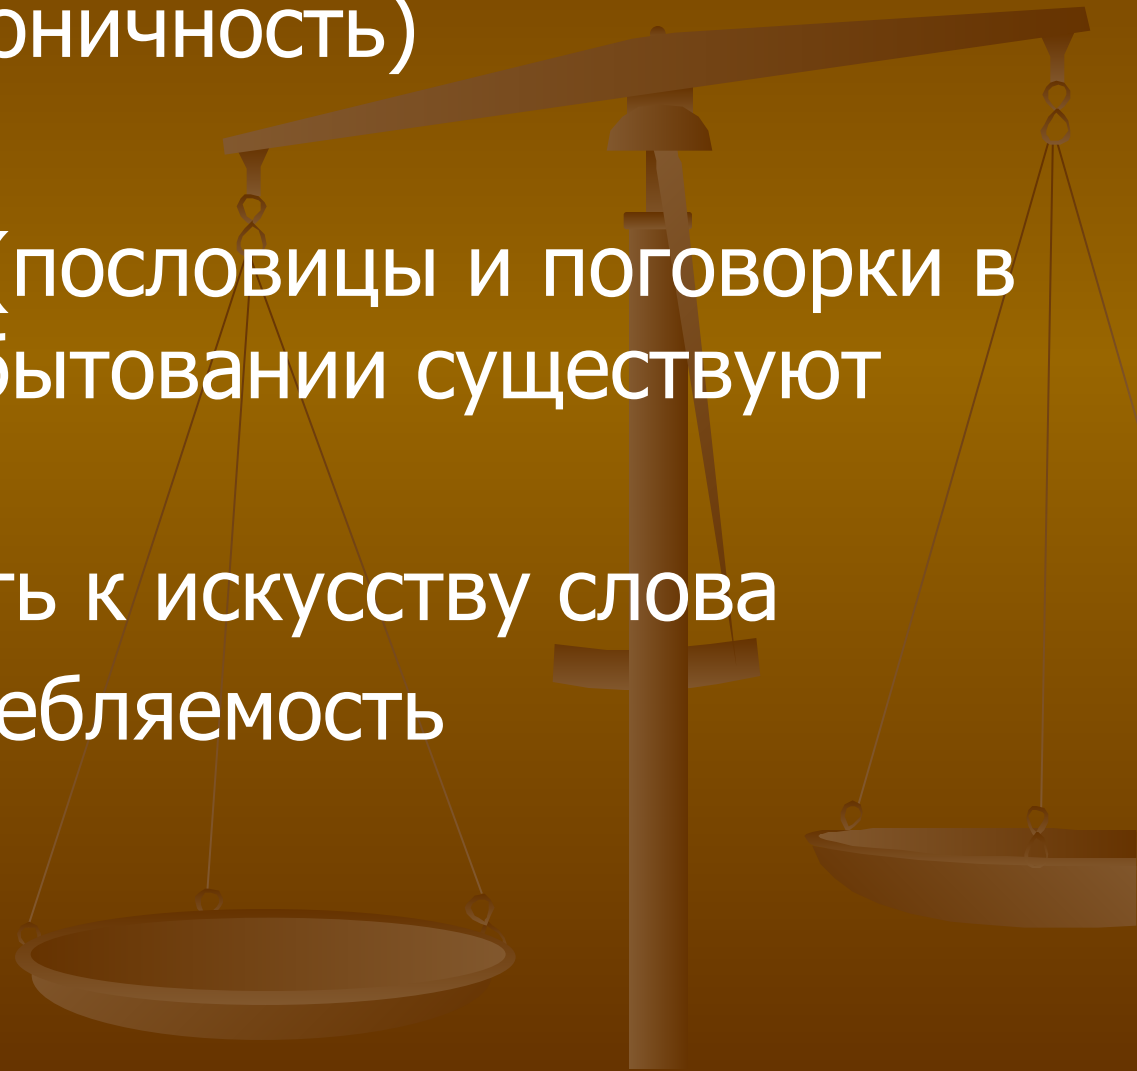 оничность)
(пословицы и поговорки в
бытовании существуют
ть к искусству слова
ебляемость